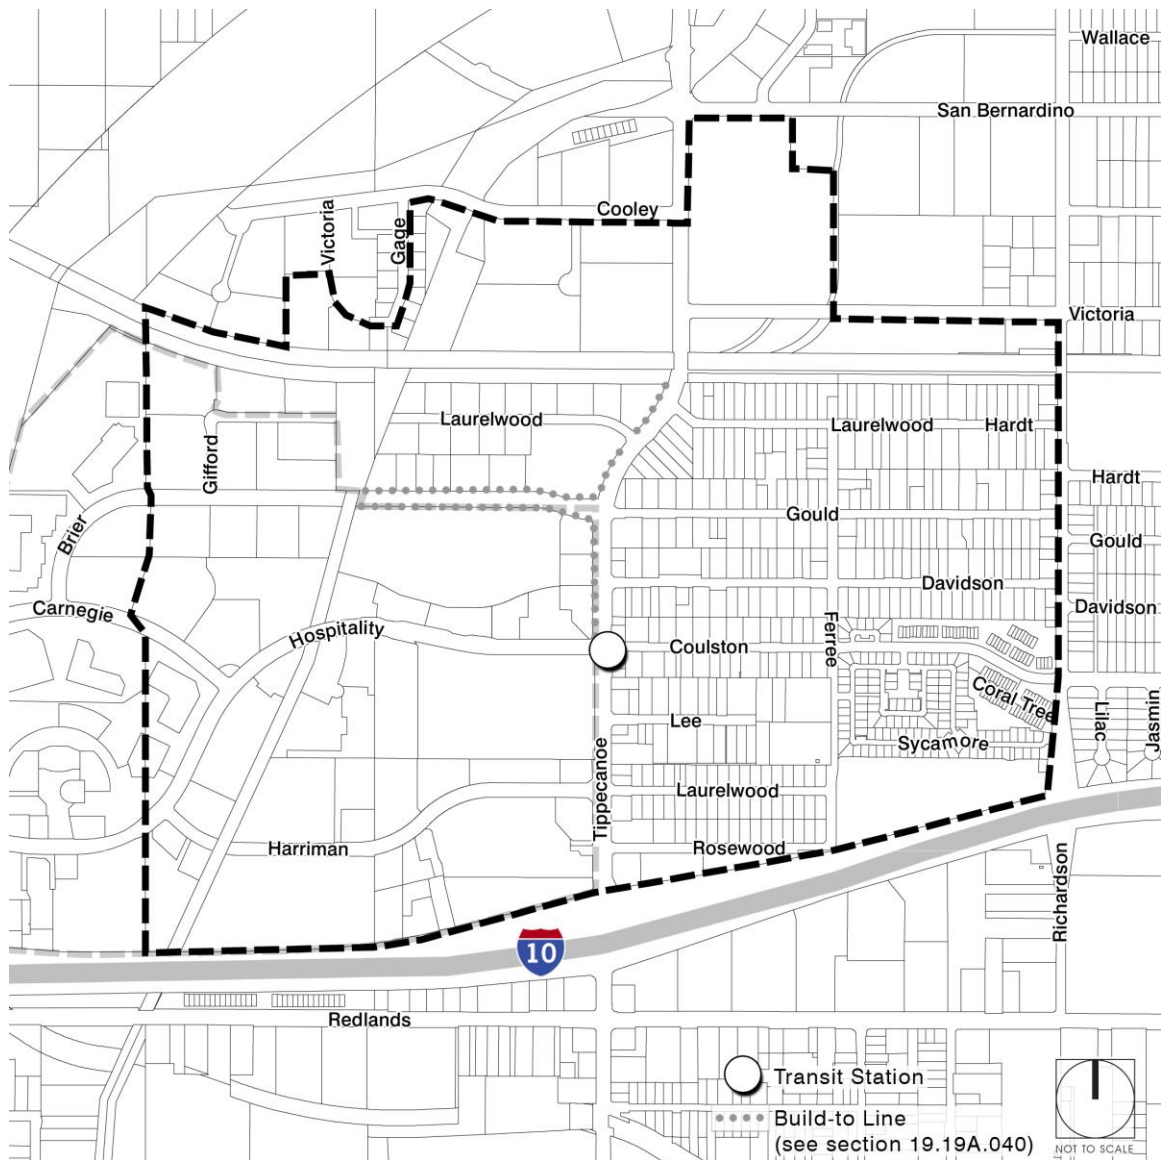 Wallace
San Bernardino
Victoria
Gage
Cooley
Victoria
Laurelwood
Laurelwood
Hardt
Gifford
Hardt
Brier
Gould
Gould
Davidson
Carnegie
Davidson
Hospitality
Ferree
Coulston
Coral Tree
Lilac
Jasmin
Lee
Sycamore
Tippecanoe
Laurelwood
Harriman
Rosewood
Richardson
10
Redlands
Transit Station
Build-to Line
(see section 19.19A.040)
NOT TO SCALE